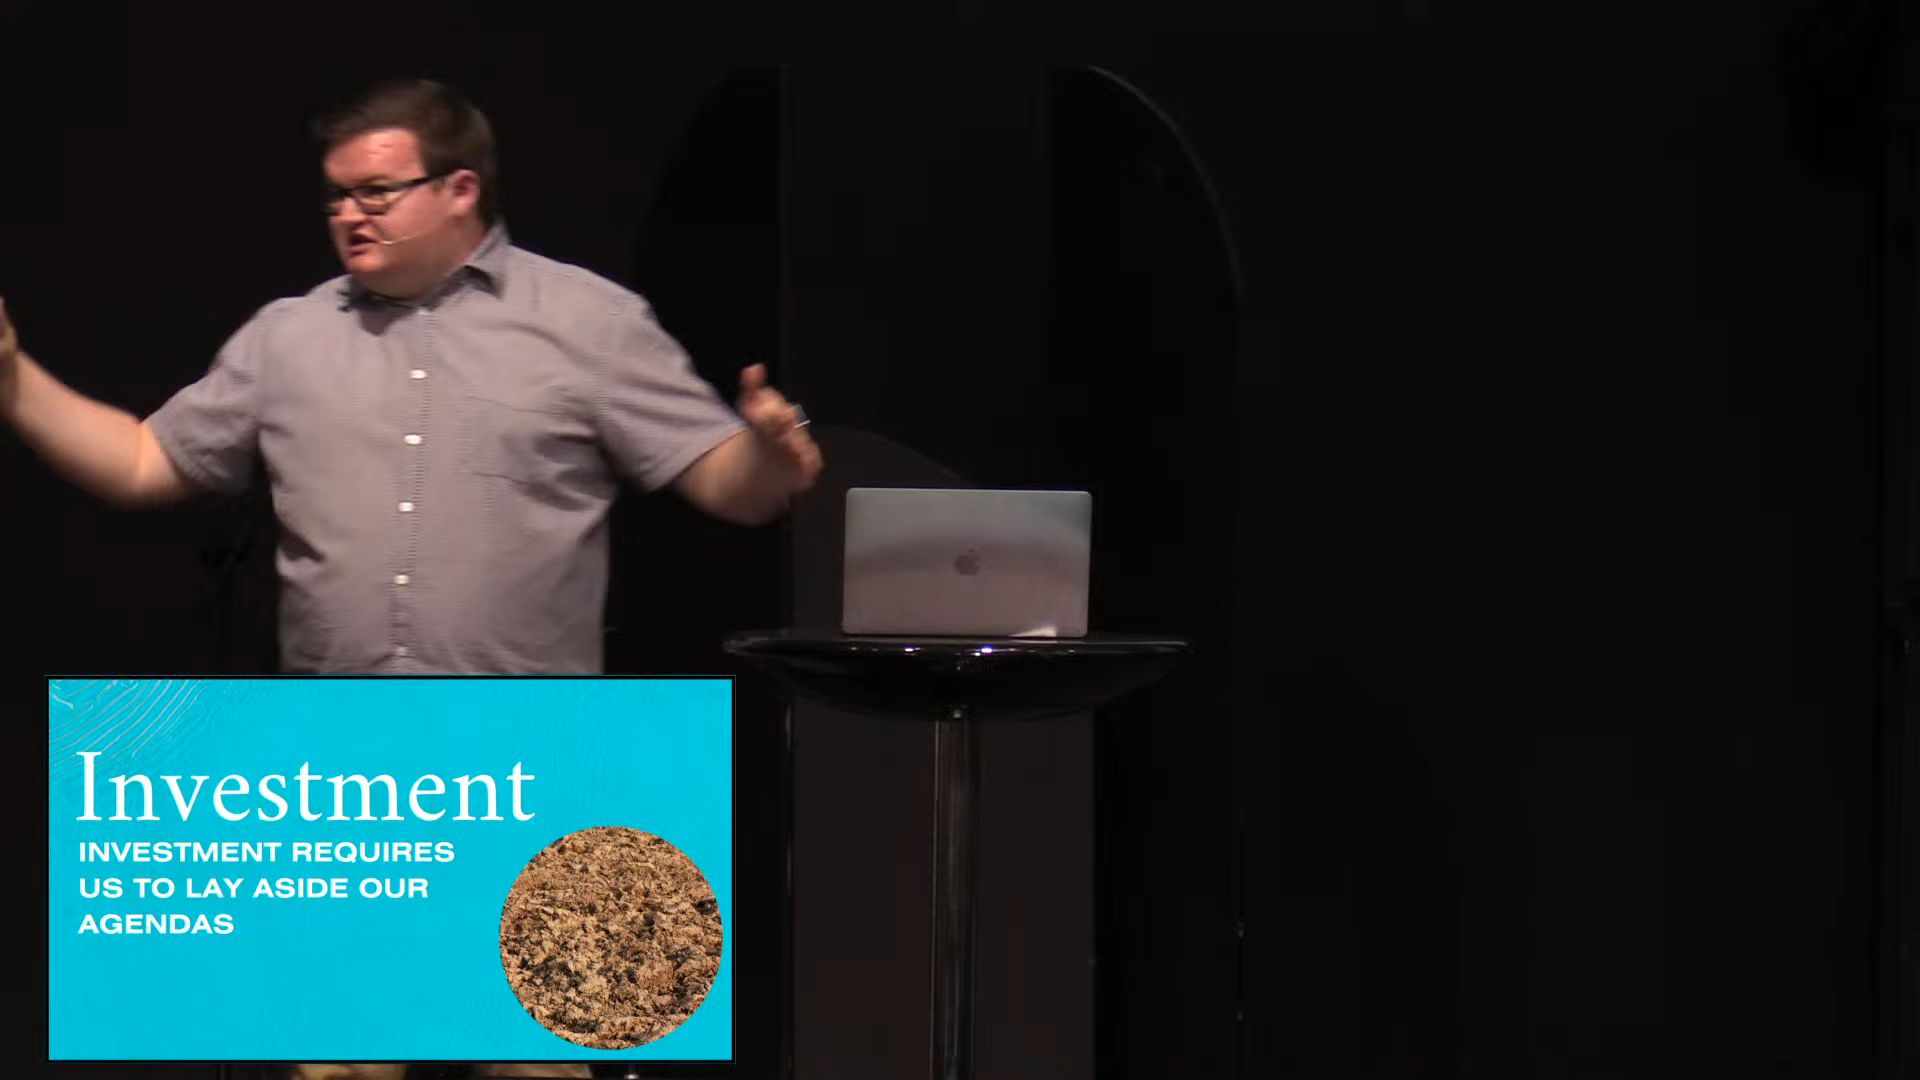 Investment
INVESTMENT REQUIRES
US TO LAY ASIDE OUR
AGENDAS